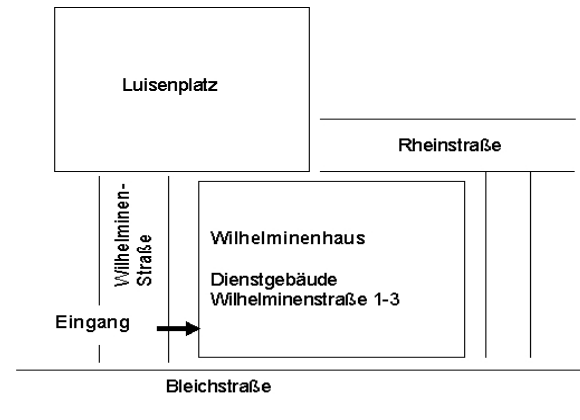 Luisenplatz
Rheinstraße
Wilhelminen-
Straße
Wilhelminenhaus
Dienstgebäude
Wilhelminenstraße 1-3
Eingang
Bleichstraße